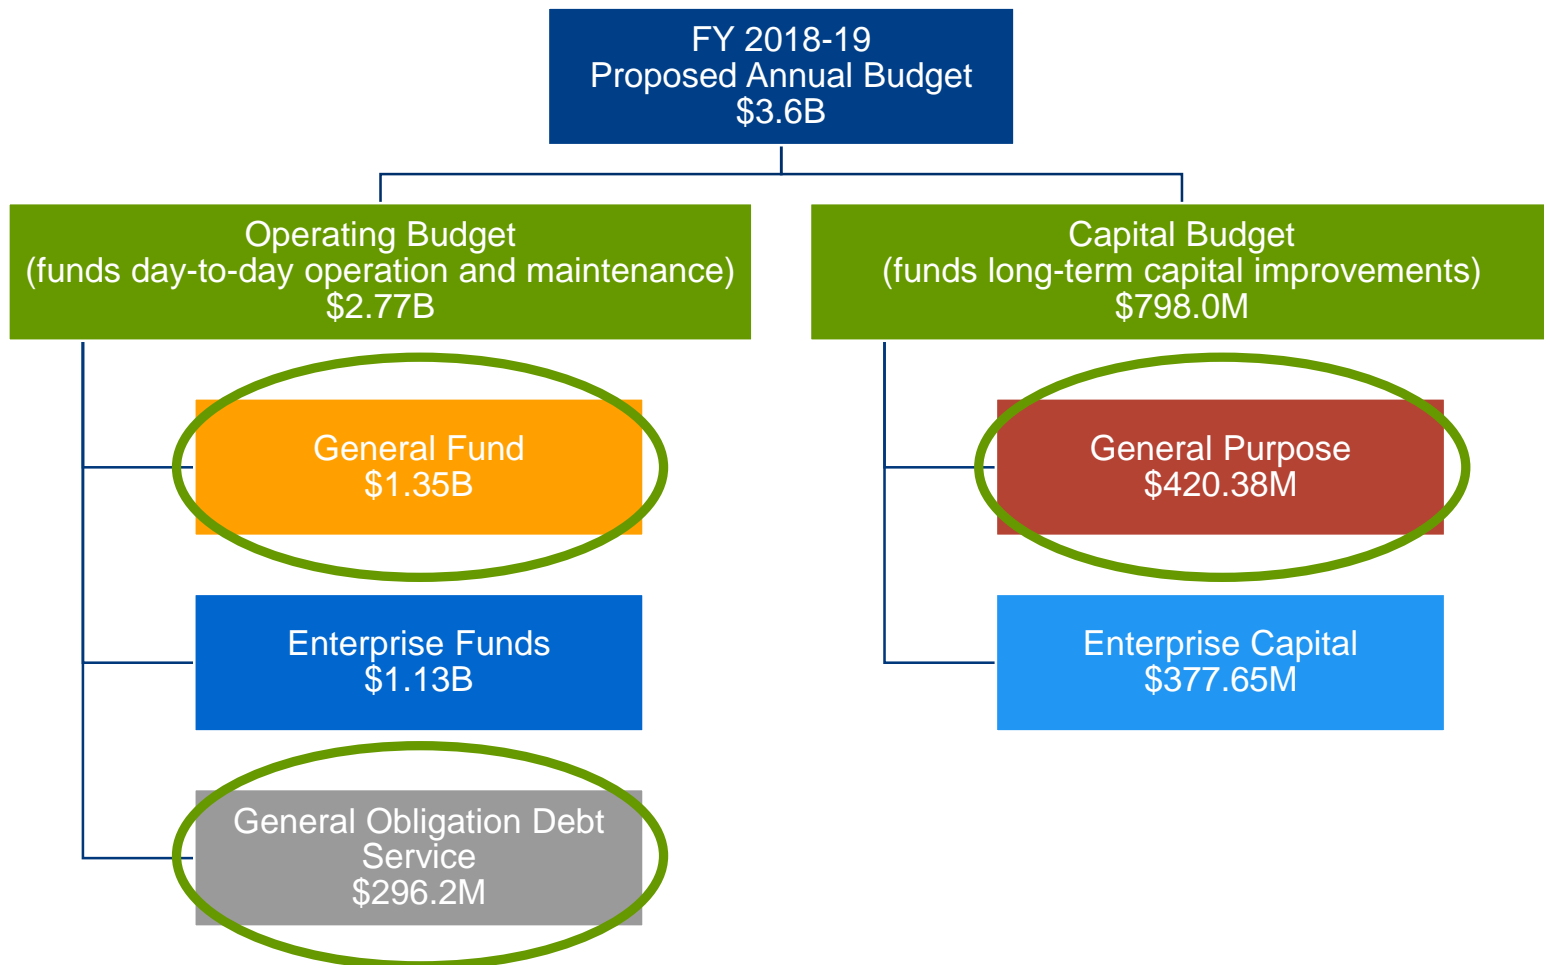 FY 2018-19
Proposed Annual Budget
$3.6B
Operating Budget
(funds day-to-day operation and maintenance)
$2.77B
Capital Budget
(funds long-term capital improvements)
$798.0M
General Fund
$1.35B
General Purpose
$420.38M
Enterprise Funds
$1.13B
Enterprise Capital
$377.65M
General Obligation Debt
Service
$296.2M